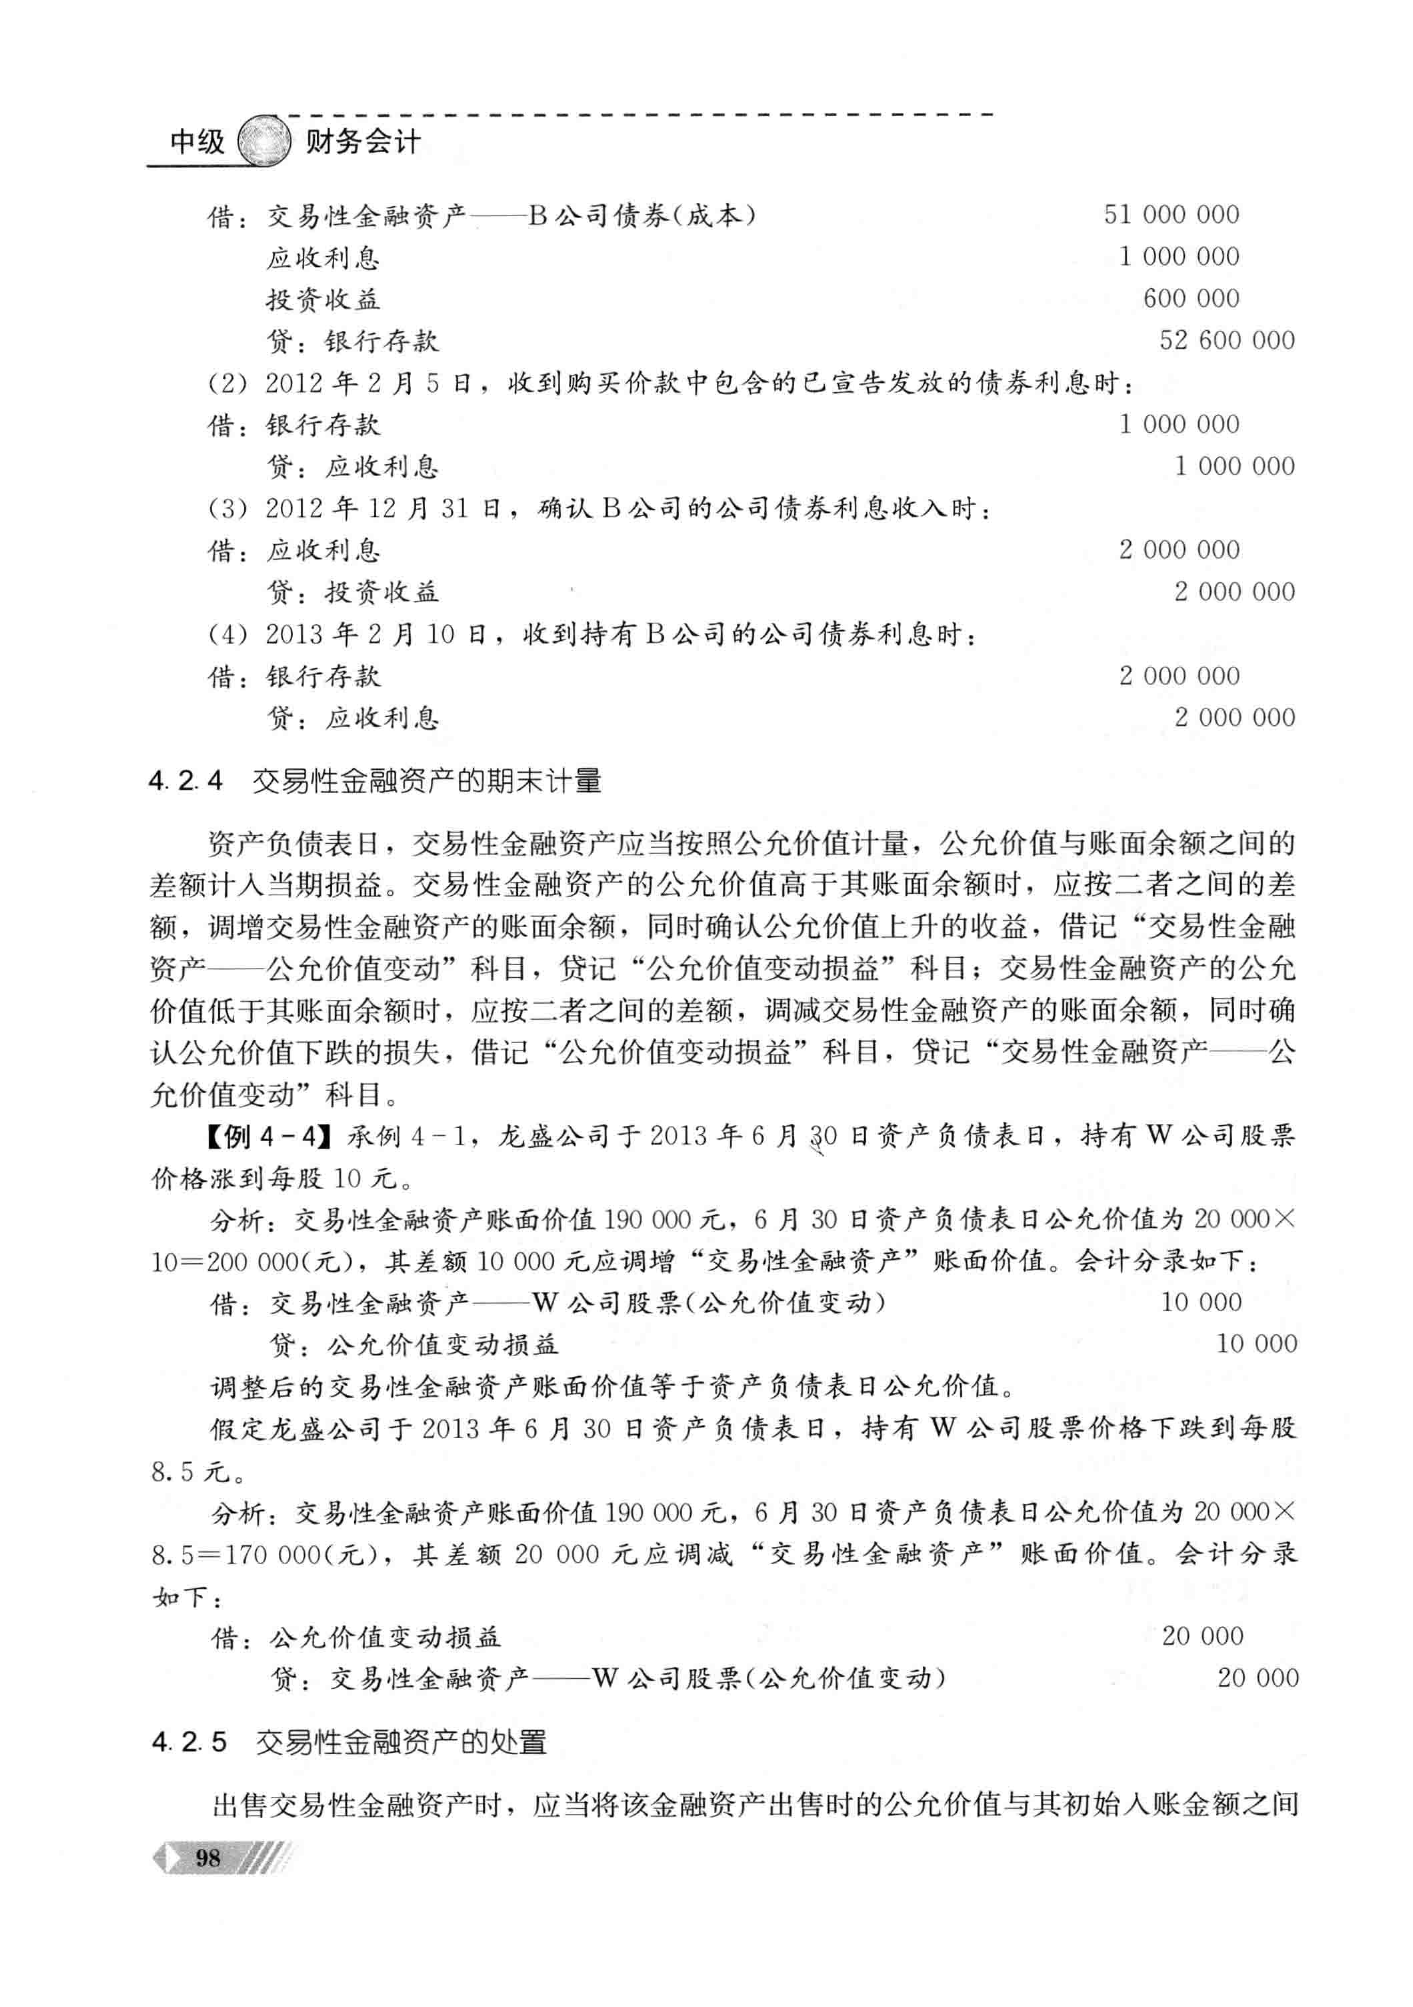 中级 财务会计
借：交易性金融资产——B公司债券(成本) 51 000 000
应收利息 1 000 000
投资收益 600 000
贷：银行存款 52 600 000
(2) 2012年2月5日，收到购买价款中包含的已宣告发放的债券利息时：
借：银行存款 1 000 000
贷：应收利息 1 000 000
(3) 2012年12月31日，确认B公司的公司债券利息收入时：
借：应收利息 2 000 000
贷：投资收益 2 000 000
(4) 2013年2月10日，收到持有B公司的公司债券利息时：
借：银行存款 2 000 000
贷：应收利息 2 000 000
4.2.4 交易性金融资产的期末计量
资产负债表日，交易性金融资产应当按照公允价值计量，公允价值与账面余额之间的
差额计入当期损益。交易性金融资产的公允价值高于其账面余额时，应按二者之间的差
额，调增交易性金融资产的账面余额，同时确认公允价值上升的收益，借记“交易性金融
资产——公允价值变动”科目，贷记“公允价值变动损益”科目；交易性金融资产的公允
价值低于其账面余额时，应按二者之间的差额，调减交易性金融资产的账面余额，同时确
认公允价值下跌的损失，借记“公允价值变动损益”科目，贷记“交易性金融资产——公
允价值变动”科目。
【例4-4】承例4-1，龙盛公司于2013年6月30日资产负债表日，持有W公司股票
价格涨到每股10元。
分析：交易性金融资产账面价值190 000元，6月30日资产负债表日公允价值为20 000×
10=200 000(元)，其差额10 000元应调增“交易性金融资产”账面价值。会计分录如下：
借：交易性金融资产——W公司股票(公允价值变动) 10 000
贷：公允价值变动损益 10 000
调整后的交易性金融资产账面价值等于资产负债表日公允价值。
假定龙盛公司于2013年6月30日资产负债表日，持有W公司股票价格下跌到每股
8.5元。
分析：交易性金融资产账面价值190 000元，6月30日资产负债表日公允价值为20 000×
8.5=170 000(元)，其差额20 000元应调减“交易性金融资产”账面价值。会计分录
如下：
借：公允价值变动损益 20 000
贷：交易性金融资产——W公司股票(公允价值变动) 20 000
4.2.5 交易性金融资产的处置
出售交易性金融资产时，应当将该金融资产出售时的公允价值与其初始入账金额之间
98